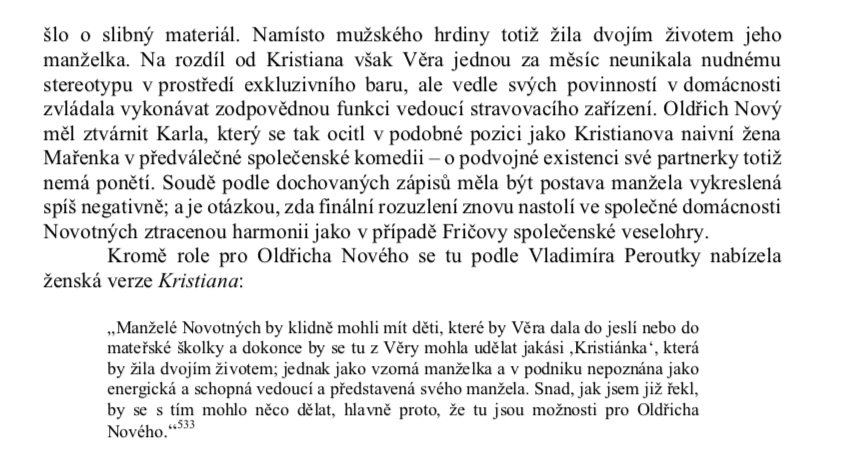 šlo o slibný materiál. Namísto mužského hrdiny totiž žila dvojím životem jeho
manželka. Na rozdíl od Kristiana však Věra jednou za měsíc neunikala nudnému
stereotypu v prostředí exkluzivního baru, ale vedle svých povinností v domácnosti
zvládala vykonávat zodpovědnou funkci vedoucí stravovacího zařízení. Oldřich Nový
měl ztvárnit Karla, který se tak ocitl v podobné pozici jako Kristianova naivní žena
Mařenka v předválečné společenské komedii – o podvojné existenci své partnerky totiž
nemá ponětí. Soudě podle dochovaných zápisů měla být postava manžela vykreslená
spíš negativně; a je otázkou, zda finální rozuzlení znovu nastolí ve společné domácnosti
Novotných ztracenou harmonii jako v případě Fričovy společenské veselohry.
Kromě role pro Oldřicha Nového se tu podle Vladimíra Peroutky nabízela
ženská verze Kristiana:
„Manželé Novotných by klidně mohli mít děti, které by Věra dala do jeslí nebo do
mateřské školky a dokonce by se tu z Věry mohla udělat jakási ‚Kristiánka‘, která
by žila dvojím životem; jednak jako vzorná manželka a v podniku nepoznána jako
energická a schopná vedoucí a představená svého manžela. Snad, jak jsem již řekl,
by se s tím mohlo něco dělat, hlavně proto, že tu jsou možnosti pro Oldřicha
Nového.“533